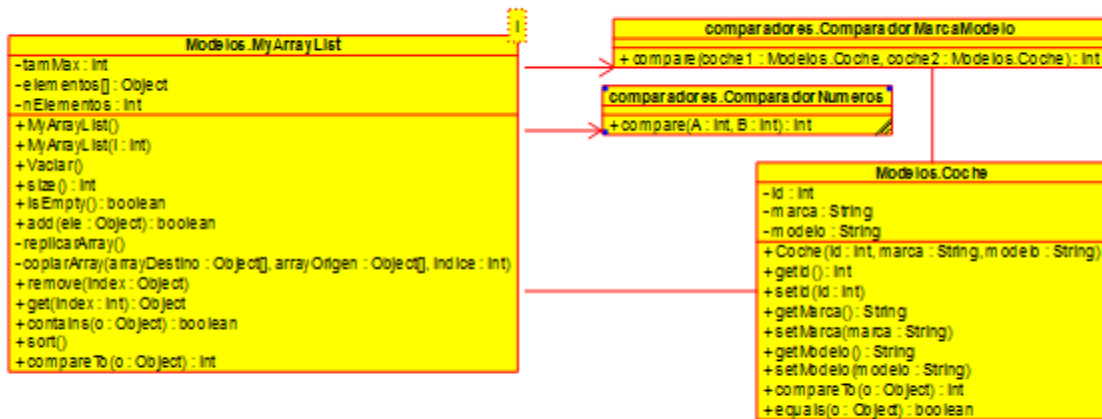 I
Modelos.MyArrayList
-tamMax : Int
-elementos[] : Object
-nElementos : Int
+MyArrayList()
+MyArrayList(I : Int)
+Vaciar()
+size() : Int
+isEmpty() : boolean
+add(ele : Object) : boolean
-replicarArray()
-copiarArray(arrayDestino : Object[], arrayOrigen : Object[], indice : Int)
+remove(index : Object)
+get(index : Int) : Object
+contains(o : Object) : boolean
+sort()
+compareTo(o : Object) : Int
comparadores.ComparadorMarcaModelo
+compare(coche1 : Modelos.Coche, coche2 : Modelos.Coche) : Int
comparadores.ComparadorNumeros
+compare(A : Int, B : Int) : Int
Modelos.Coche
-id : Int
-marca : String
-modelo : String
+Coche(id : Int, marca : String, modelo : String)
+getId() : Int
+setId(id : Int)
+getMarca() : String
+setMarca(marca : String)
+getModelo() : String
+setModelo(modelo : String)
+compareTo(o : Object) : Int
+equals(o : Object) : boolean